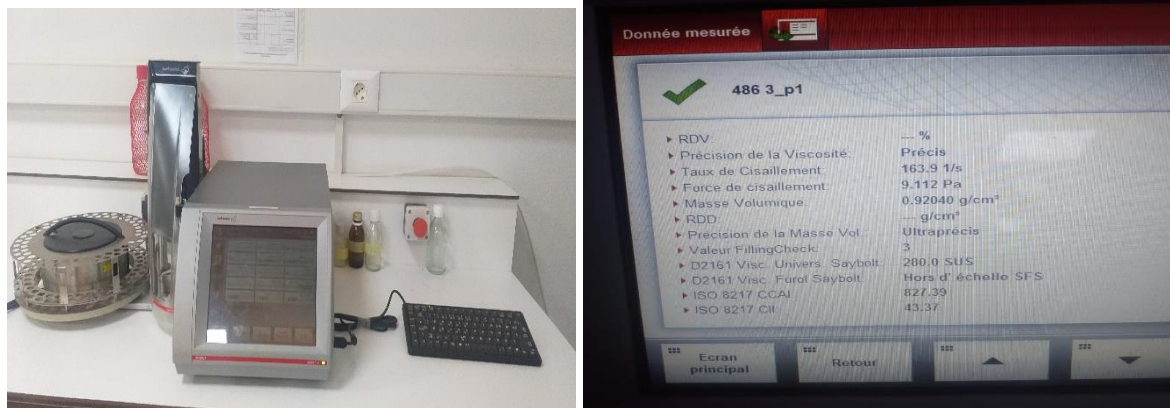 Donnée mesurée
486 3_p1
RDV: --- %
Précision de la Viscosité: Précis
Taux de Cisaillement: 163.9 1/s
Force de cisaillement: 9.112 Pa
Masse Volumique: 0.92040 g/cm³
RDD: --- g/cm³
Précision de la Masse Vol.: Ultraprécis
Valeur FillingCheck: 3
D2161 Visc. Univers. Saybolt: 280.0 SUS
D2161 Visc. Furol Saybolt: Hors d' échelle SFS
ISO 8217 CCAI: 827.39
ISO 8217 CII: 43.37
Ecran principal
Retour